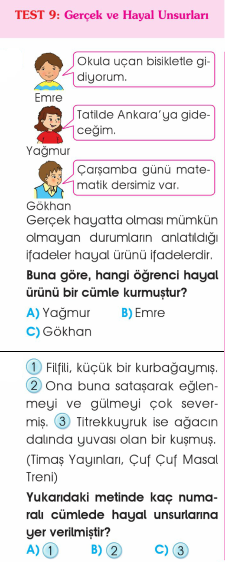 TEST 9: Gerçek ve Hayal Unsurları
Okula uçan bisikletle gi-
diyorum.
Emre
Tatilde Ankara'ya gide-
ceğim.
Yağmur
Çarşamba günü mate-
matik dersimiz var.
Gökhan
Gerçek hayatta olması mümkün
olmayan durumların anlatıldığı
ifadeler hayal ürünü ifadelerdir.
Buna göre, hangi öğrenci hayal
ürünü bir cümle kurmuştur?
A) Yağmur B) Emre
C) Gökhan
1 Filfili, küçük bir kurbağaymış.
2 Ona buna sataşarak eğlen-
meyi ve gülmeyi çok sever-
miş. 3 Titrekkuyruk ise ağacın
dalında yuvası olan bir kuşmuş.
(Timaş Yayınları, Çuf Çuf Masal
Treni)
Yukarıdaki metinde kaç numa-
ralı cümlede hayal unsurlarına
yer verilmiştir?
A) 1 B) 2 C) 3